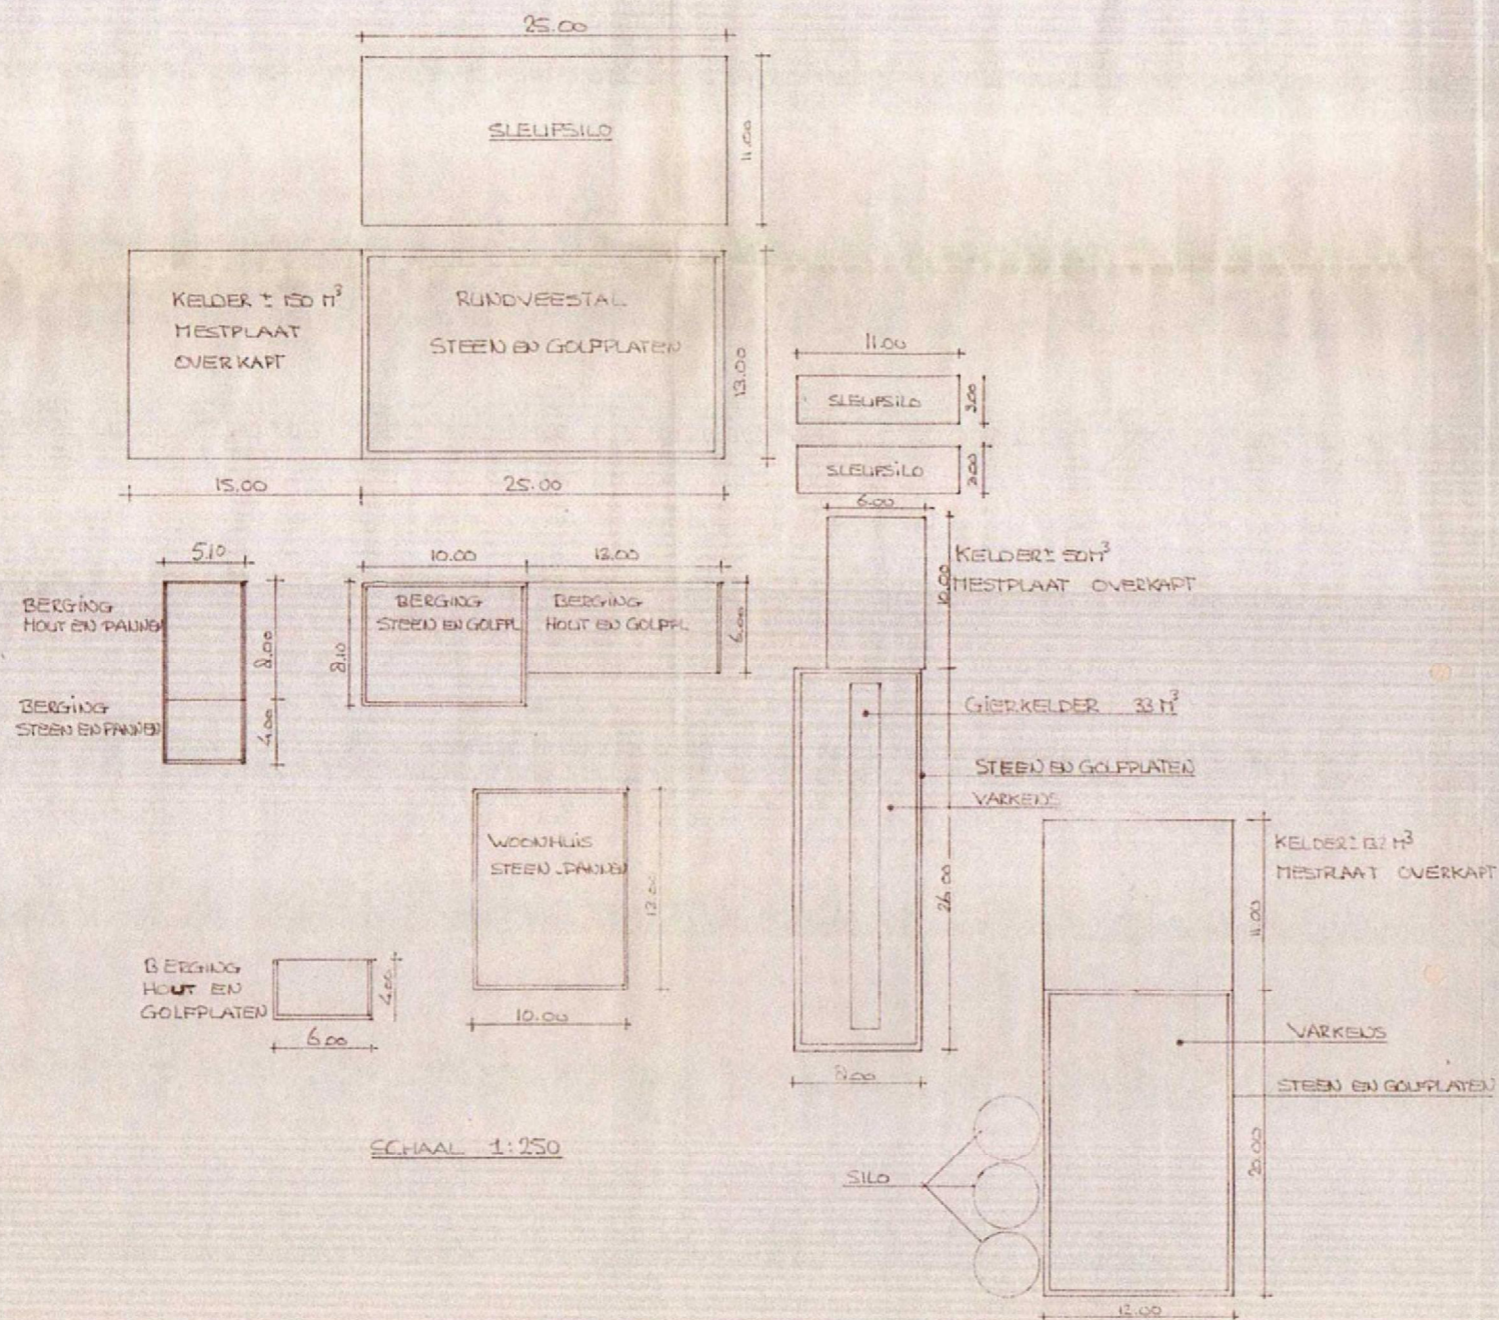 25.00
SLEUFSILO
11.00
KELDER ± 150 M³
MESTPLAAT
OVERKAPT
RUNDVEESTAL
STEEN EN GOLFPLATEN
13.00
15.00
25.00
11.00
SLEUFSILO
3.00
SLEUFSILO
3.00
6.00
KELDER ± 50 M³
MESTPLAAT OVERKAPT
10.00
5.10
BERGING
HOUT EN PANNEN
8.00
BERGING
STEEN EN PANNEN
4.00
10.00
12.00
BERGING
STEEN EN GOLFPL
BERGING
HOUT EN GOLFPL
8.10
6.00
GIERKELDER 33 M³
STEEN EN GOLFPLATEN
VARKENS
26.00
8.00
WOONHUIS
STEEN - PANNEN
13.00
10.00
BERGING
HOUT EN
GOLFPLATEN
4.00
6.00
KELDER ± 132 M³
MESTPLAAT OVERKAPT
11.00
VARKENS
STEEN EN GOLFPLATEN
20.00
12.00
SILO
SCHAAL 1:250